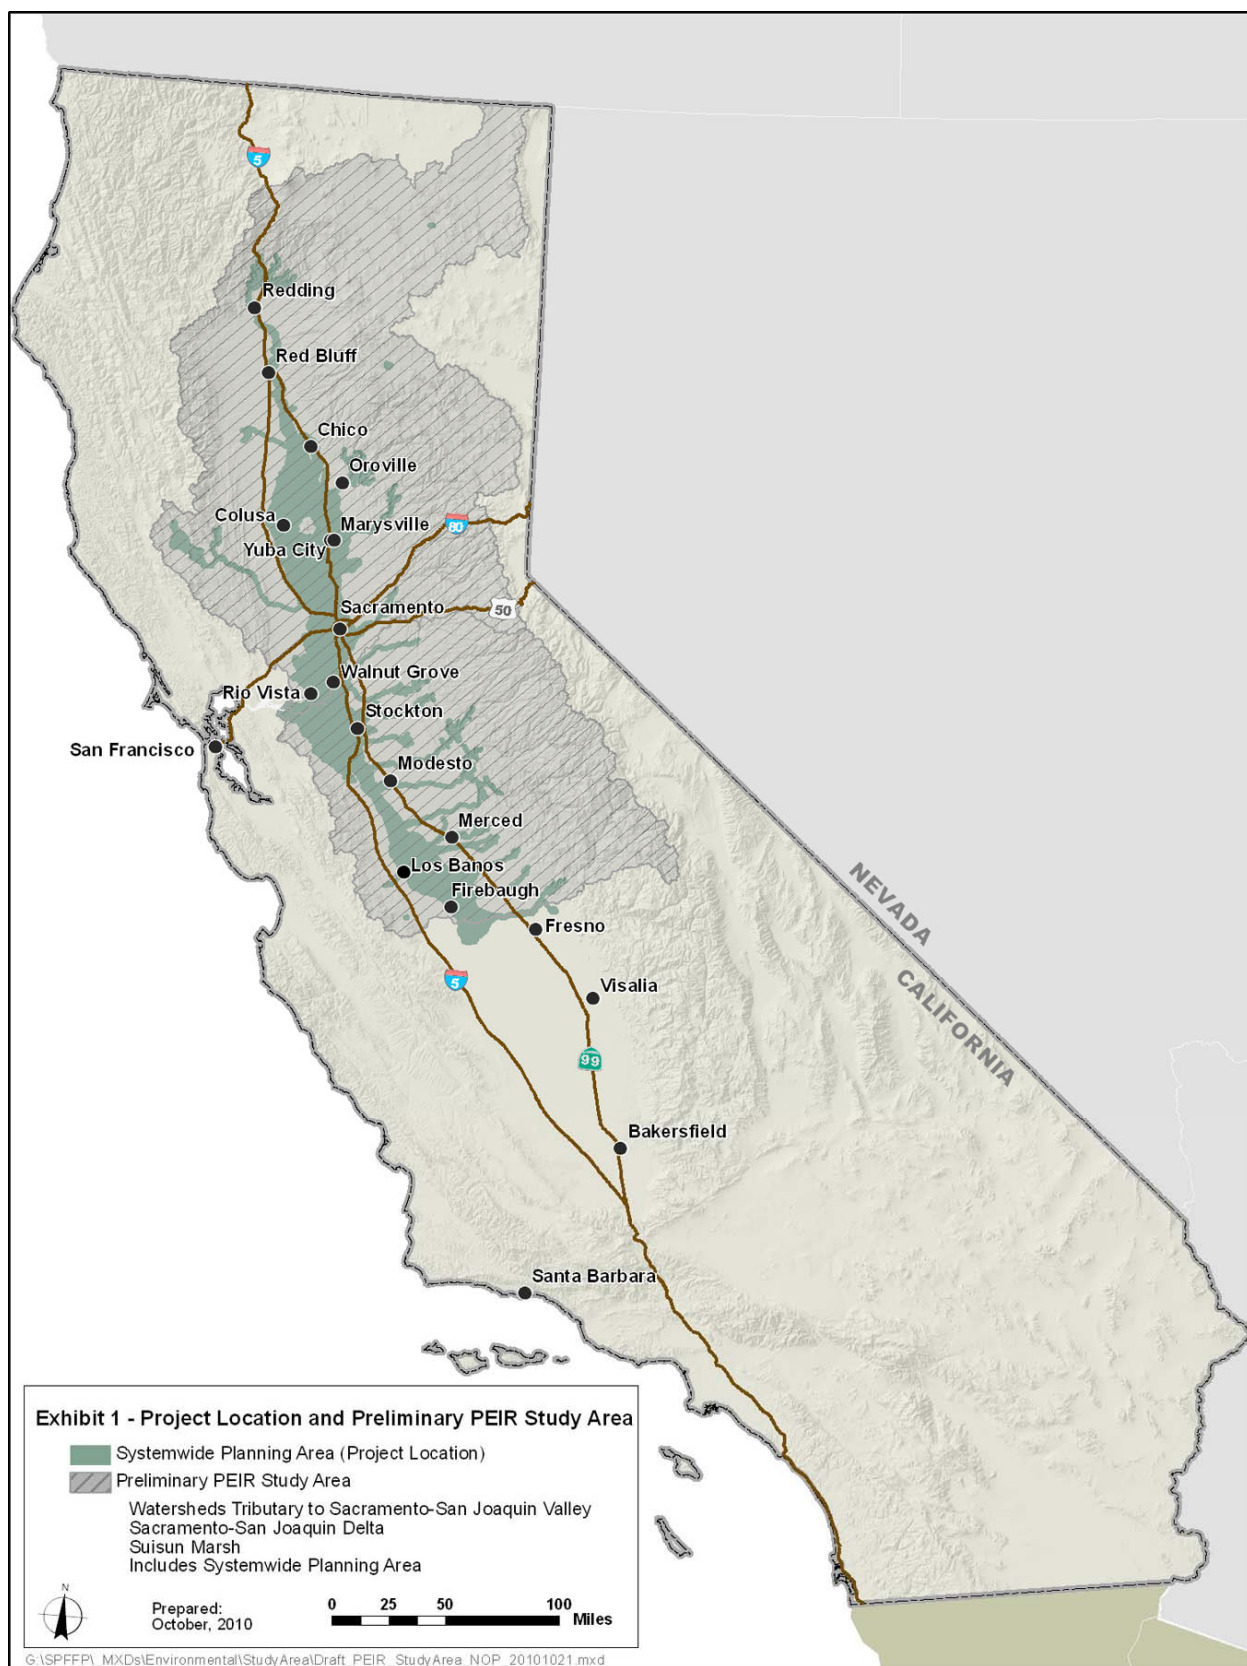 5
Redding
Red Bluff
Chico
Oroville
Colusa
Marysville
80
Yuba City
Sacramento
50
Walnut Grove
Rio Vista
Stockton
San Francisco
Modesto
Merced
Los Banos
Firebaugh
NEVADA
Fresno
5
Visalia
CALIFORNIA
99
Bakersfield
Santa Barbara
Exhibit 1 - Project Location and Preliminary PEIR Study Area
Systemwide Planning Area (Project Location)
Preliminary PEIR Study Area
Watersheds Tributary to Sacramento-San Joaquin Valley
Sacramento-San Joaquin Delta
Suisun Marsh
Includes Systemwide Planning Area
N
Prepared:
October, 2010
0 25 50 100
Miles
G:\SPFFP\_MXDs\Environmental\StudyArea\Draft_PEIR_StudyArea_NOP_20101021.mxd